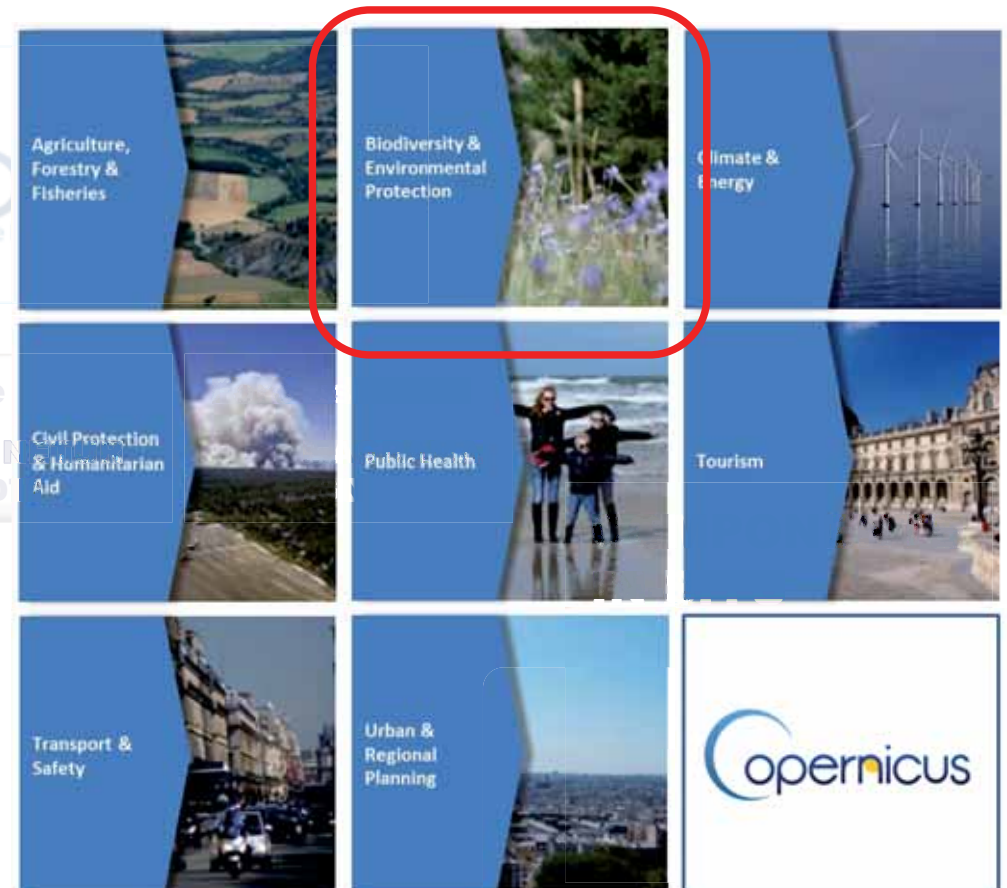 Agriculture,
Forestry &
Fisheries
Biodiversity &
Environmental
Protection
Climate &
Energy
Civil Protection
& Humanitarian
Aid
Public Health
Tourism
Transport &
Safety
Urban &
Regional
Planning
Copernicus